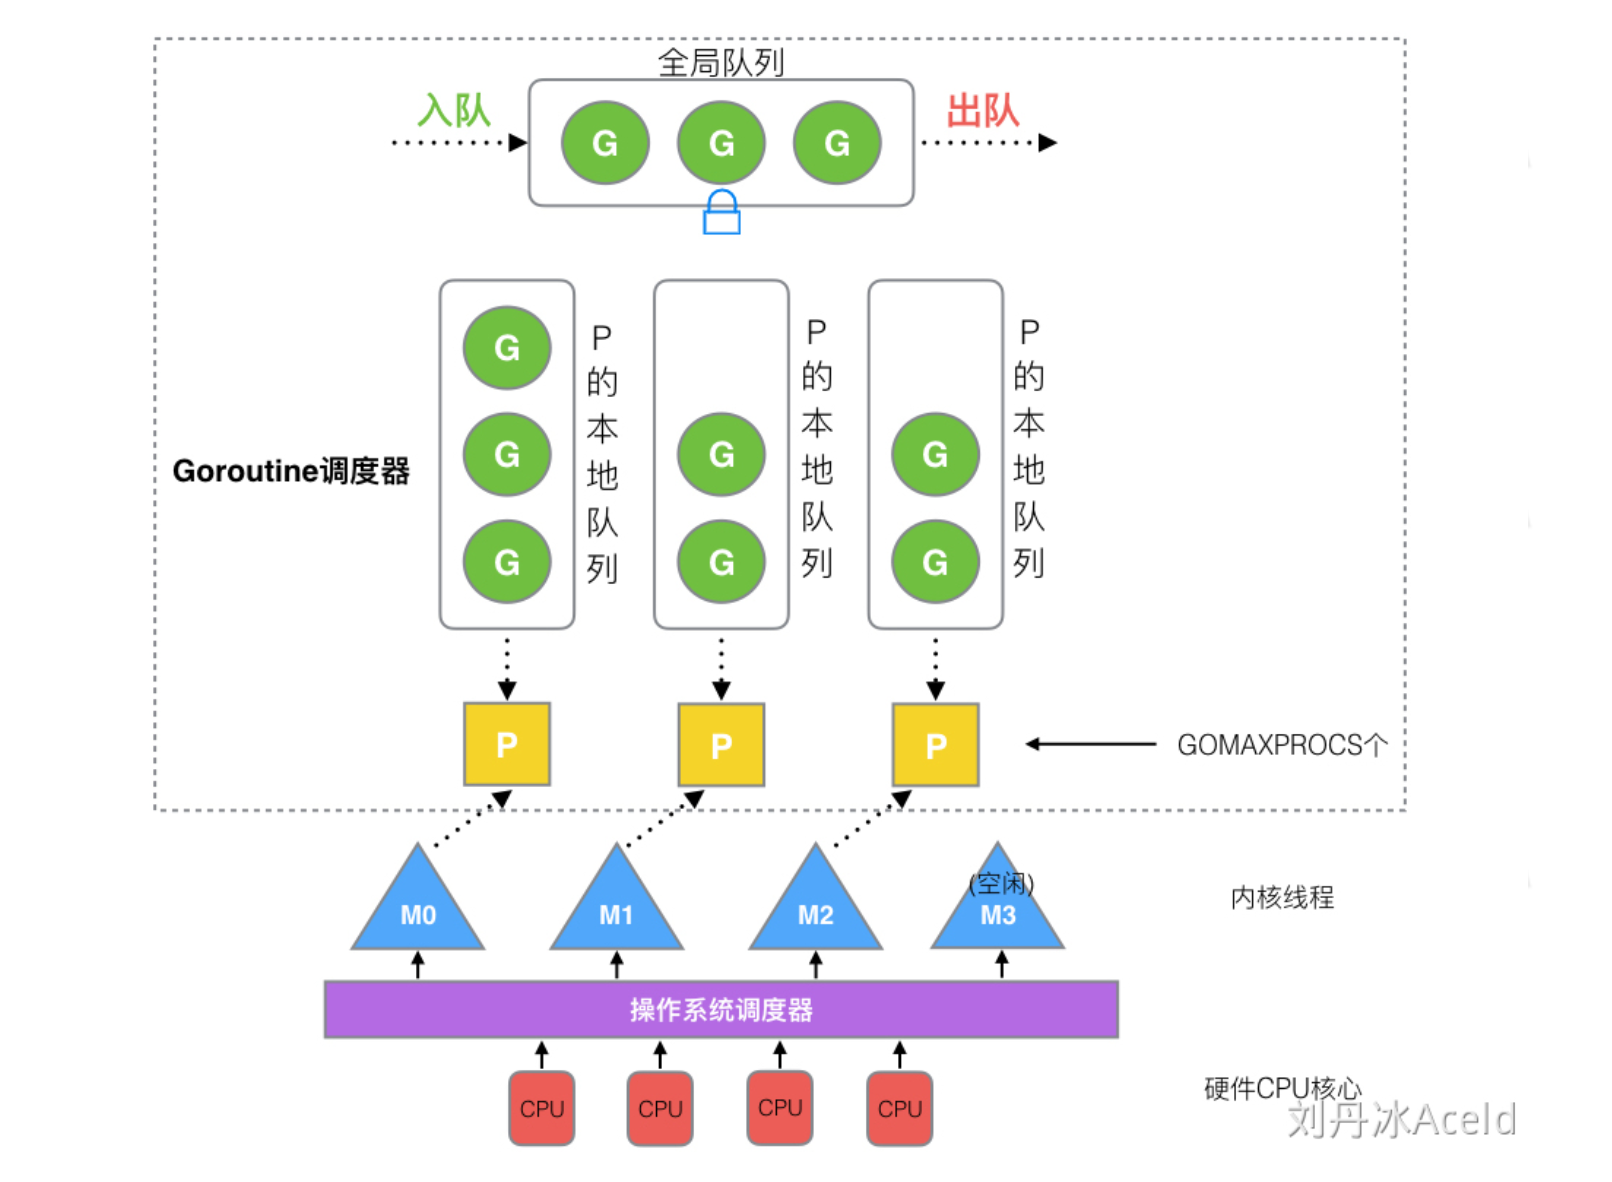 全局队列
入队
出队
G G G
G
G G G
G G G
P的本地队列
P的本地队列
P的本地队列
Goroutine调度器
P P P
GOMAXPROCS个
(空闲)
M0 M1 M2 M3
内核线程
操作系统调度器
CPU CPU CPU CPU
硬件CPU核心
刘丹冰Aceld